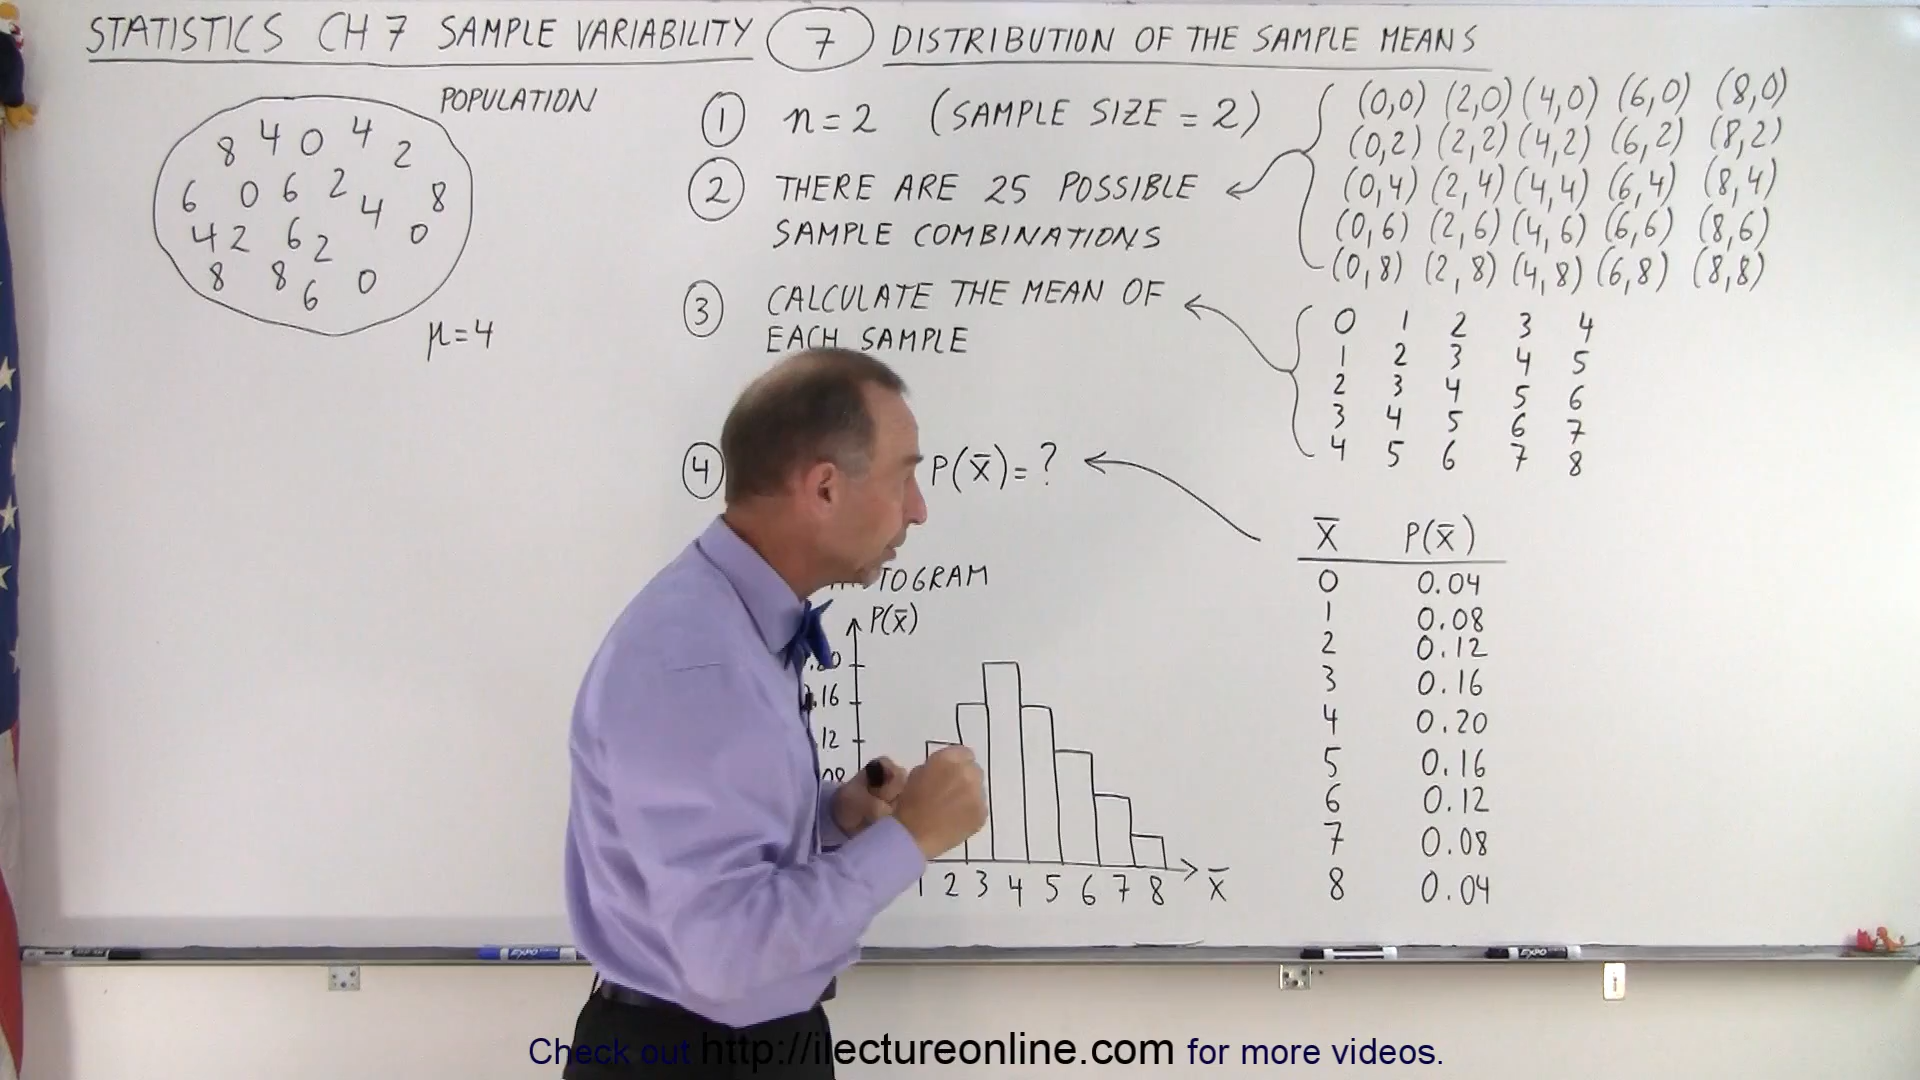 STATISTICS CH 7 SAMPLE VARIABILITY 7 DISTRIBUTION OF THE SAMPLE MEANS
POPULATION
8 4 0 4 2
6 0 6 2 4 8
4 2 6 2 0
8 8 6 0
μ=4
1 n=2 (SAMPLE SIZE = 2)
2 THERE ARE 25 POSSIBLE
SAMPLE COMBINATIONS
3 CALCULATE THE MEAN OF
EACH SAMPLE
4 P(x̄)=?
TOGRAM
P(x̄)
.16
.12
1 2 3 4 5 6 7 8 x̄
(0,0) (2,0) (4,0) (6,0) (8,0)
(0,2) (2,2) (4,2) (6,2) (8,2)
(0,4) (2,4) (4,4) (6,4) (8,4)
(0,6) (2,6) (4,6) (6,6) (8,6)
(0,8) (2,8) (4,8) (6,8) (8,8)
0 1 2 3 4
1 2 3 4 5
2 3 4 5 6
3 4 5 6 7
4 5 6 7 8
x̄ P(x̄)
0 0.04
1 0.08
2 0.12
3 0.16
4 0.20
5 0.16
6 0.12
7 0.08
8 0.04
EXPO
EXPO
Check out http://ilectureonline.com for more videos.